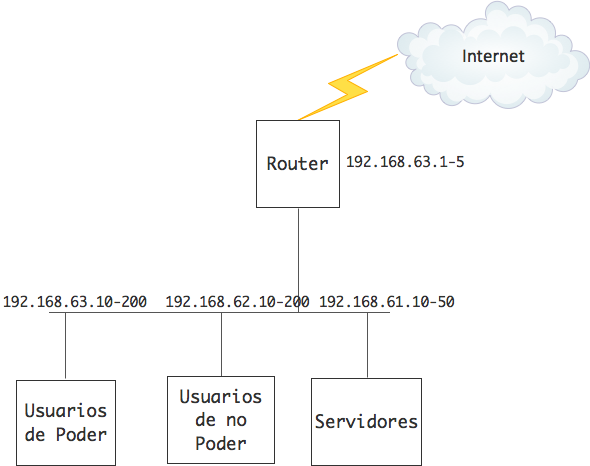 Internet
Router
192.168.63.1-5
192.168.63.10-200
192.168.62.10-200
192.168.61.10-50
Usuarios
de Poder
Usuarios
de no
Poder
Servidores